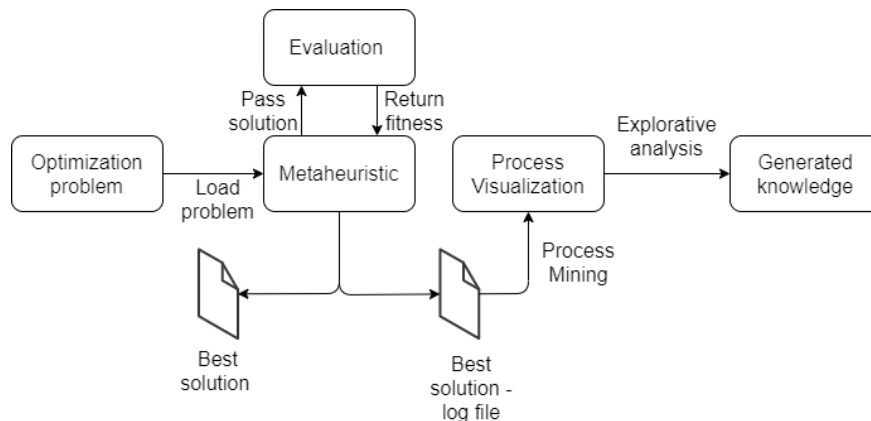 Evaluation
Pass
solution
Return
fitness
Optimization
problem
Load
problem
Metaheuristic
Process
Visualization
Explorative
analysis
Generated
knowledge
Process
Mining
Best
solution
Best
solution -
log file